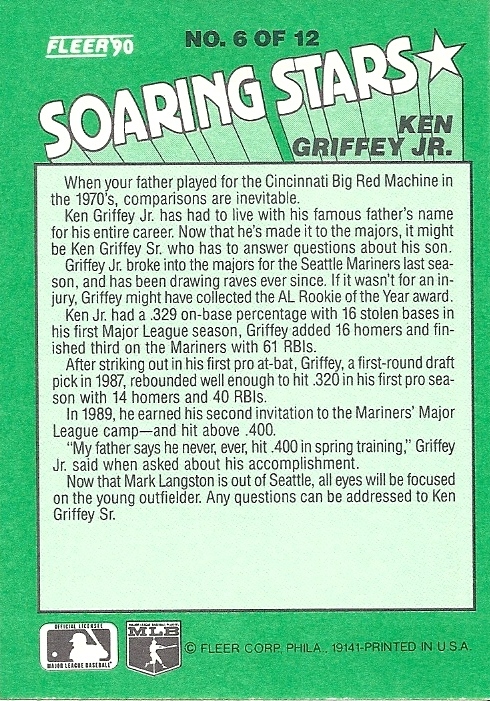 FLEER '90
NO. 6 OF 12
SOARING STARS
KEN
GRIFFEY JR.
When your father played for the Cincinnati Big Red Machine in
the 1970's, comparisons are inevitable.
Ken Griffey Jr. has had to live with his famous father's name
for his entire career. Now that he's made it to the majors, it might
be Ken Griffey Sr. who has to answer questions about his son.
Griffey Jr. broke into the majors for the Seattle Mariners last sea-
son, and has been drawing raves ever since. If it wasn't for an in-
jury, Griffey might have collected the AL Rookie of the Year award.
Ken Jr. had a .329 on-base percentage with 16 stolen bases in
his first Major League season, Griffey added 16 homers and fin-
ished third on the Mariners with 61 RBIs.
After striking out in his first pro at-bat, Griffey, a first-round draft
pick in 1987, rebounded well enough to hit .320 in his first pro sea-
son with 14 homers and 40 RBIs.
In 1989, he earned his second invitation to the Mariners' Major
League camp—and hit above .400.
"My father says he never, ever, hit .400 in spring training," Griffey
Jr. said when asked about his accomplishment.
Now that Mark Langston is out of Seattle, all eyes will be focused
on the young outfielder. Any questions can be addressed to Ken
Griffey Sr.
OFFICIAL LICENSEE
MAJOR LEAGUE BASEBALL
MAJOR LEAGUE BASEBALL PLAYERS
MLB
© FLEER CORP. PHILA., 19141-PRINTED IN U.S.A.